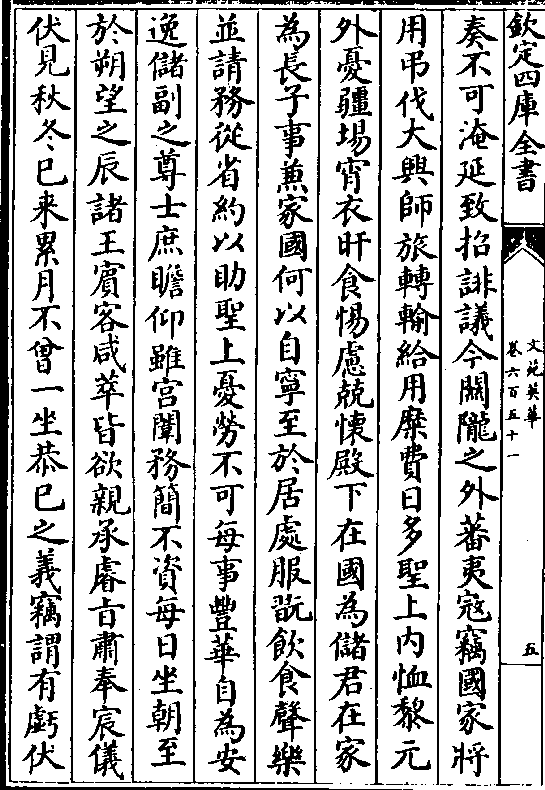 欽定四庫全書
文苑英華
卷六百五十一
五
奏不可淹延致招誹議今關隴之外蕃夷寇竊國家將
用弔伐大興師旅轉輸給用糜費日多聖上内恤黎元
外憂疆埸宵衣旰食惕慮兢懐殿下在國為儲君在家
為長子事兼家國何以自寧至於居處服翫飲食聲樂
並請務從省約以助聖上憂勞不可每事豐華自為安
逸儲副之尊士庶瞻仰雖宫闈務簡不資每日坐朝至
於朔望之辰諸王賔客咸萃皆欲親承睿㫖肅奉宸儀
伏見秋冬已来累月不曾一坐恭已之義竊謂有虧伏